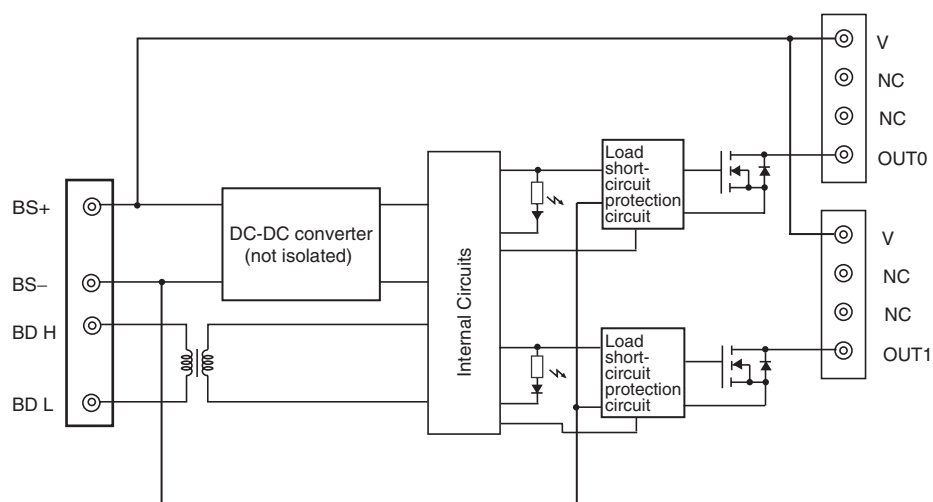 V
NC
NC
OUT0
BS+
BS−
BD H
BD L
DC-DC converter
(not isolated)
Internal Circuits
Load
short-
circuit
protection
circuit
V
NC
NC
OUT1
Load
short-
circuit
protection
circuit